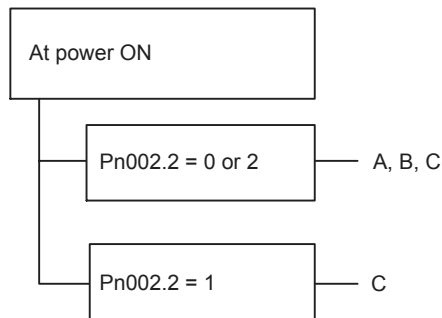 At power ON
Pn002.2 = 0 or 2
A, B, C
Pn002.2 = 1
C